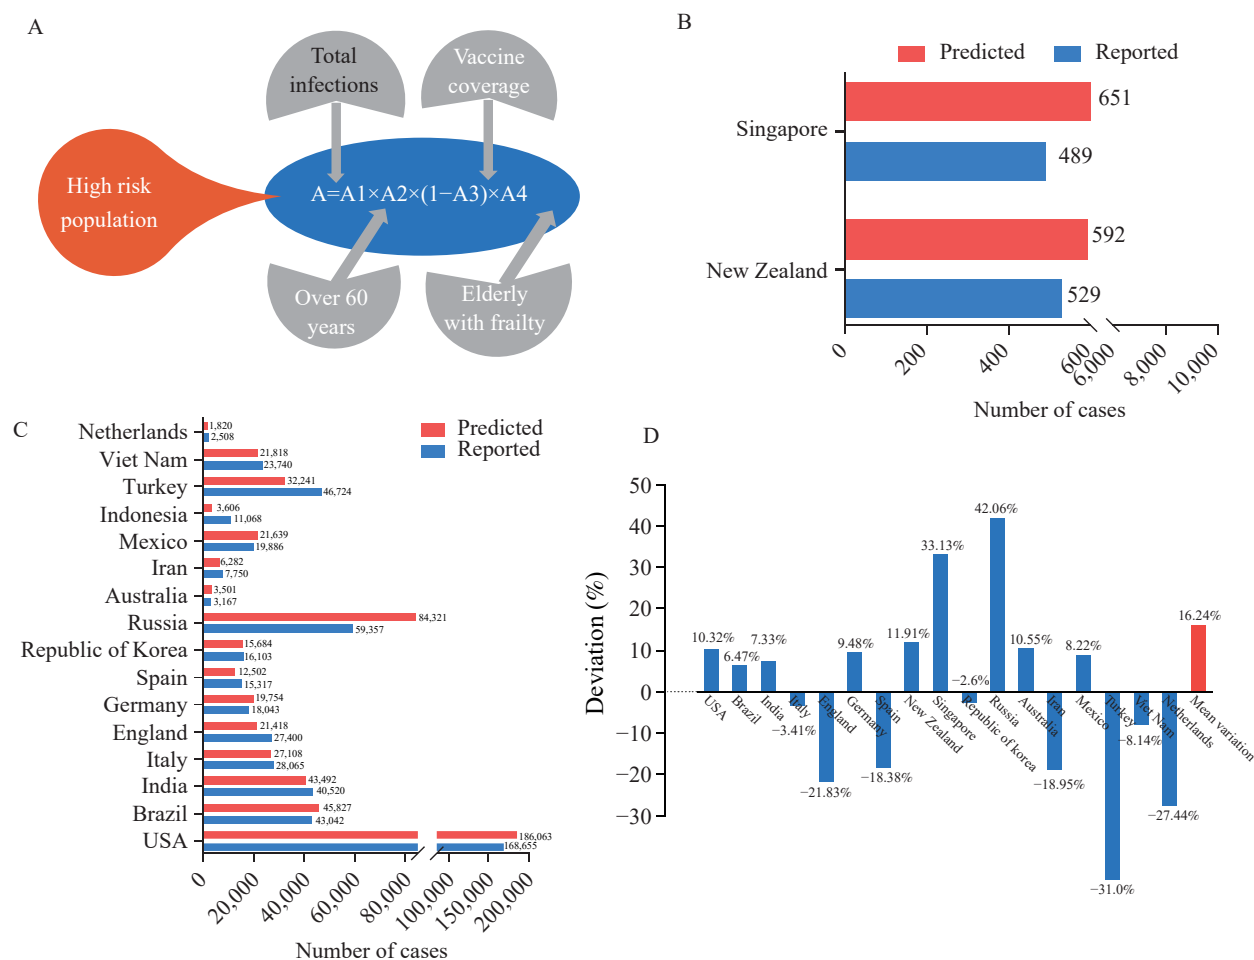 A
Total
infections
Vaccine
coverage
High risk
population
A=A1×A2×(1−A3)×A4
Over 60
years
Elderly
with frailty
B
Predicted
Reported
Singapore
651
489
New Zealand
592
529
0
200
400
600
6,000
8,000
10,000
Number of cases
C
Predicted
Reported
Netherlands
1,820
2,508
Viet Nam
21,818
23,740
Turkey
32,241
46,724
Indonesia
3,606
11,068
Mexico
21,639
19,886
Iran
6,282
7,750
Australia
3,501
3,167
Russia
84,321
59,357
Republic of Korea
15,684
16,103
Spain
12,502
15,317
Germany
19,754
18,043
England
21,418
27,400
Italy
27,108
28,065
India
43,492
40,520
Brazil
45,827
43,042
USA
186,063
168,655
0
20,000
40,000
60,000
80,000
100,000
150,000
200,000
Number of cases
D
Deviation (%)
50
40
30
20
10
0
−10
−20
−30
10.32%
6.47%
7.33%
−3.41%
−21.83%
9.48%
−18.38%
11.91%
33.13%
−2.6%
42.06%
10.55%
−18.95%
8.22%
−31.0%
−8.14%
−27.44%
16.24%
USA
Brazil
India
Italy
England
Germany
Spain
New Zealand
Singapore
Republic of korea
Russia
Australia
Iran
Mexico
Turkey
Viet Nam
Netherlands
Mean variation